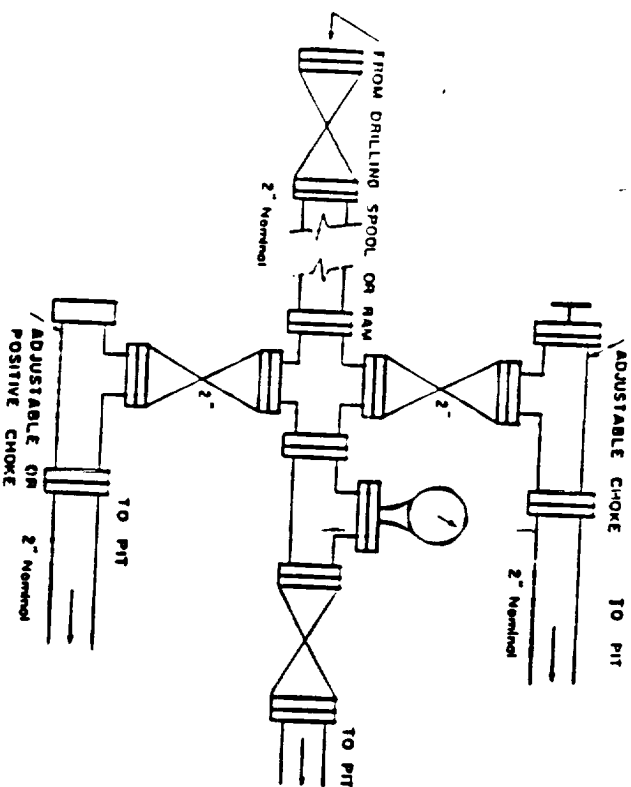 FROM DRILLING SPOOL OR RAM
2" Nominal
ADJUSTABLE CHOKE
TO PIT
2" Nominal
2"
2"
ADJUSTABLE OR
POSITIVE CHOKE
TO PIT
2" Nominal
TO PIT